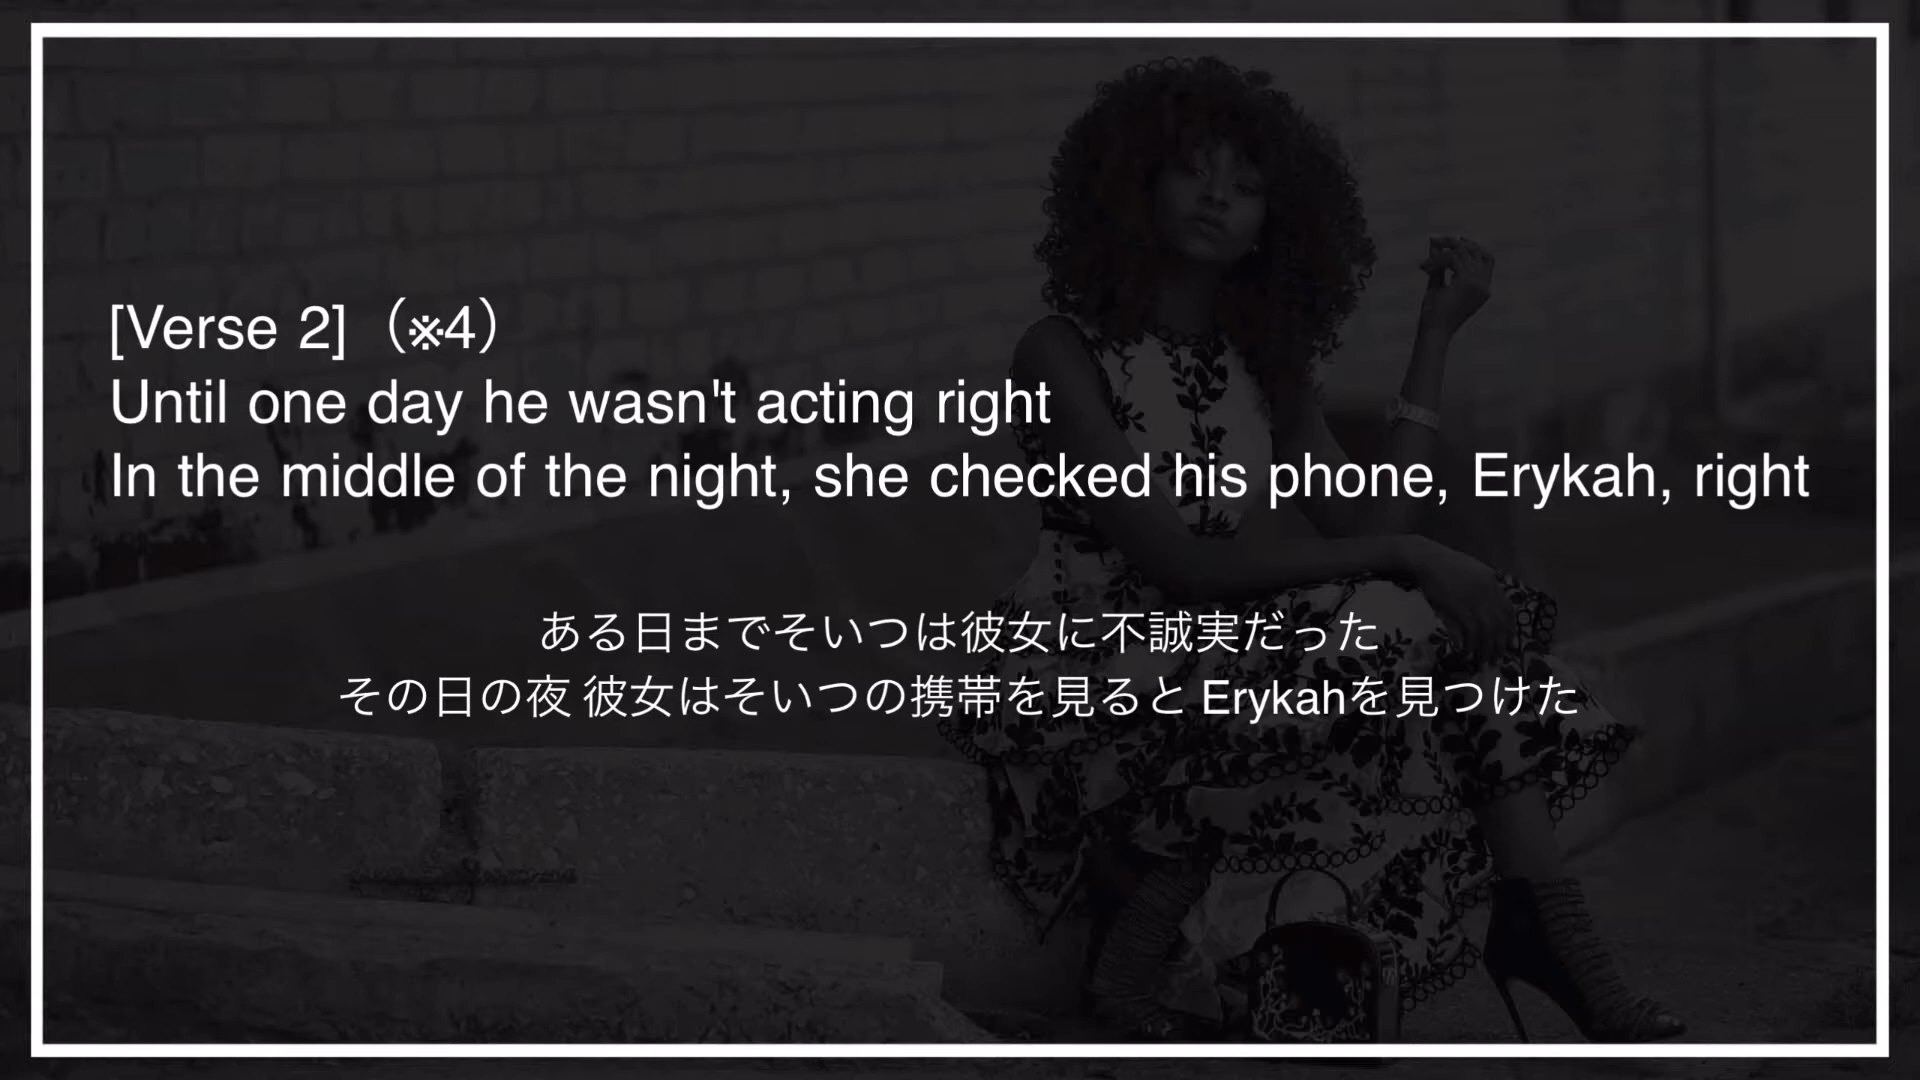 [Verse 2]（※4）
Until one day he wasn't acting right
In the middle of the night, she checked his phone, Erykah, right
ある日までそいつは彼女に不誠実だった
その日の夜 彼女はそいつの携帯を見ると Erykahを見つけた